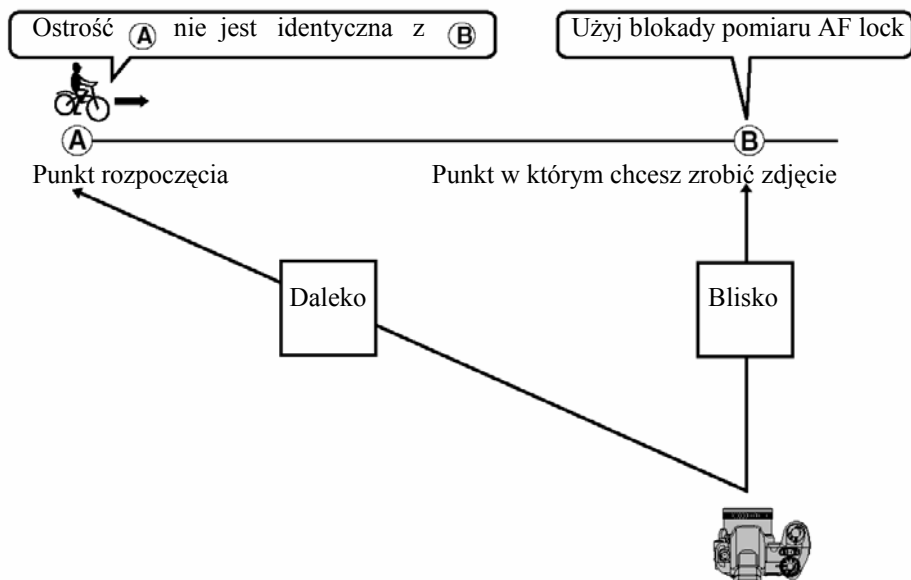 Ostrość A nie jest identyczna z B
Użyj blokady pomiaru AF lock
A
B
Punkt rozpoczęcia
Punkt w którym chcesz zrobić zdjęcie
Daleko
Blisko